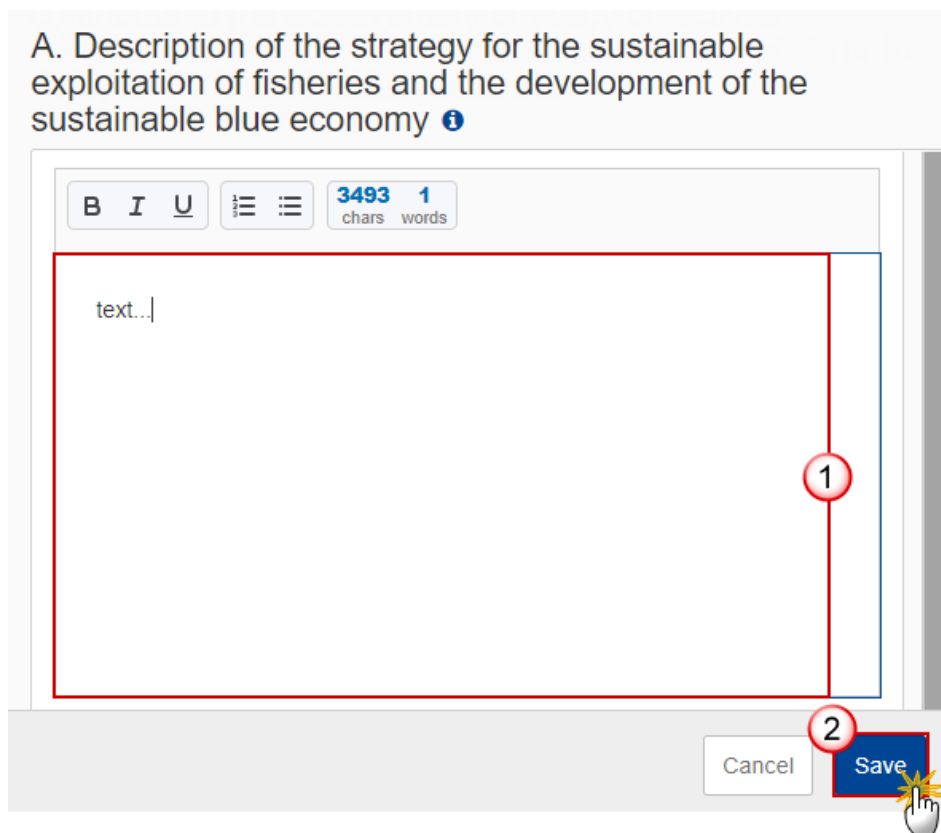 A. Description of the strategy for the sustainable
exploitation of fisheries and the development of the
sustainable blue economy i
B I U 3493 1
chars words
text...
1
2
Cancel Save